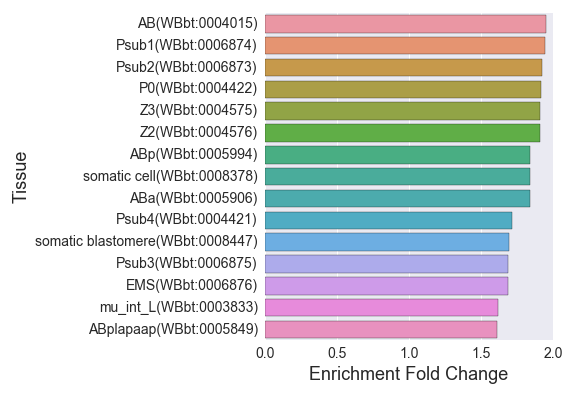 AB(WBbt:0004015)
Psub1(WBbt:0006874)
Psub2(WBbt:0006873)
P0(WBbt:0004422)
Z3(WBbt:0004575)
Z2(WBbt:0004576)
ABp(WBbt:0005994)
somatic cell(WBbt:0008378)
ABa(WBbt:0005906)
Psub4(WBbt:0004421)
somatic blastomere(WBbt:0008447)
Psub3(WBbt:0006875)
EMS(WBbt:0006876)
mu_int_L(WBbt:0003833)
ABplapaap(WBbt:0005849)
Tissue
0.0 0.5 1.0 1.5 2.0
Enrichment Fold Change